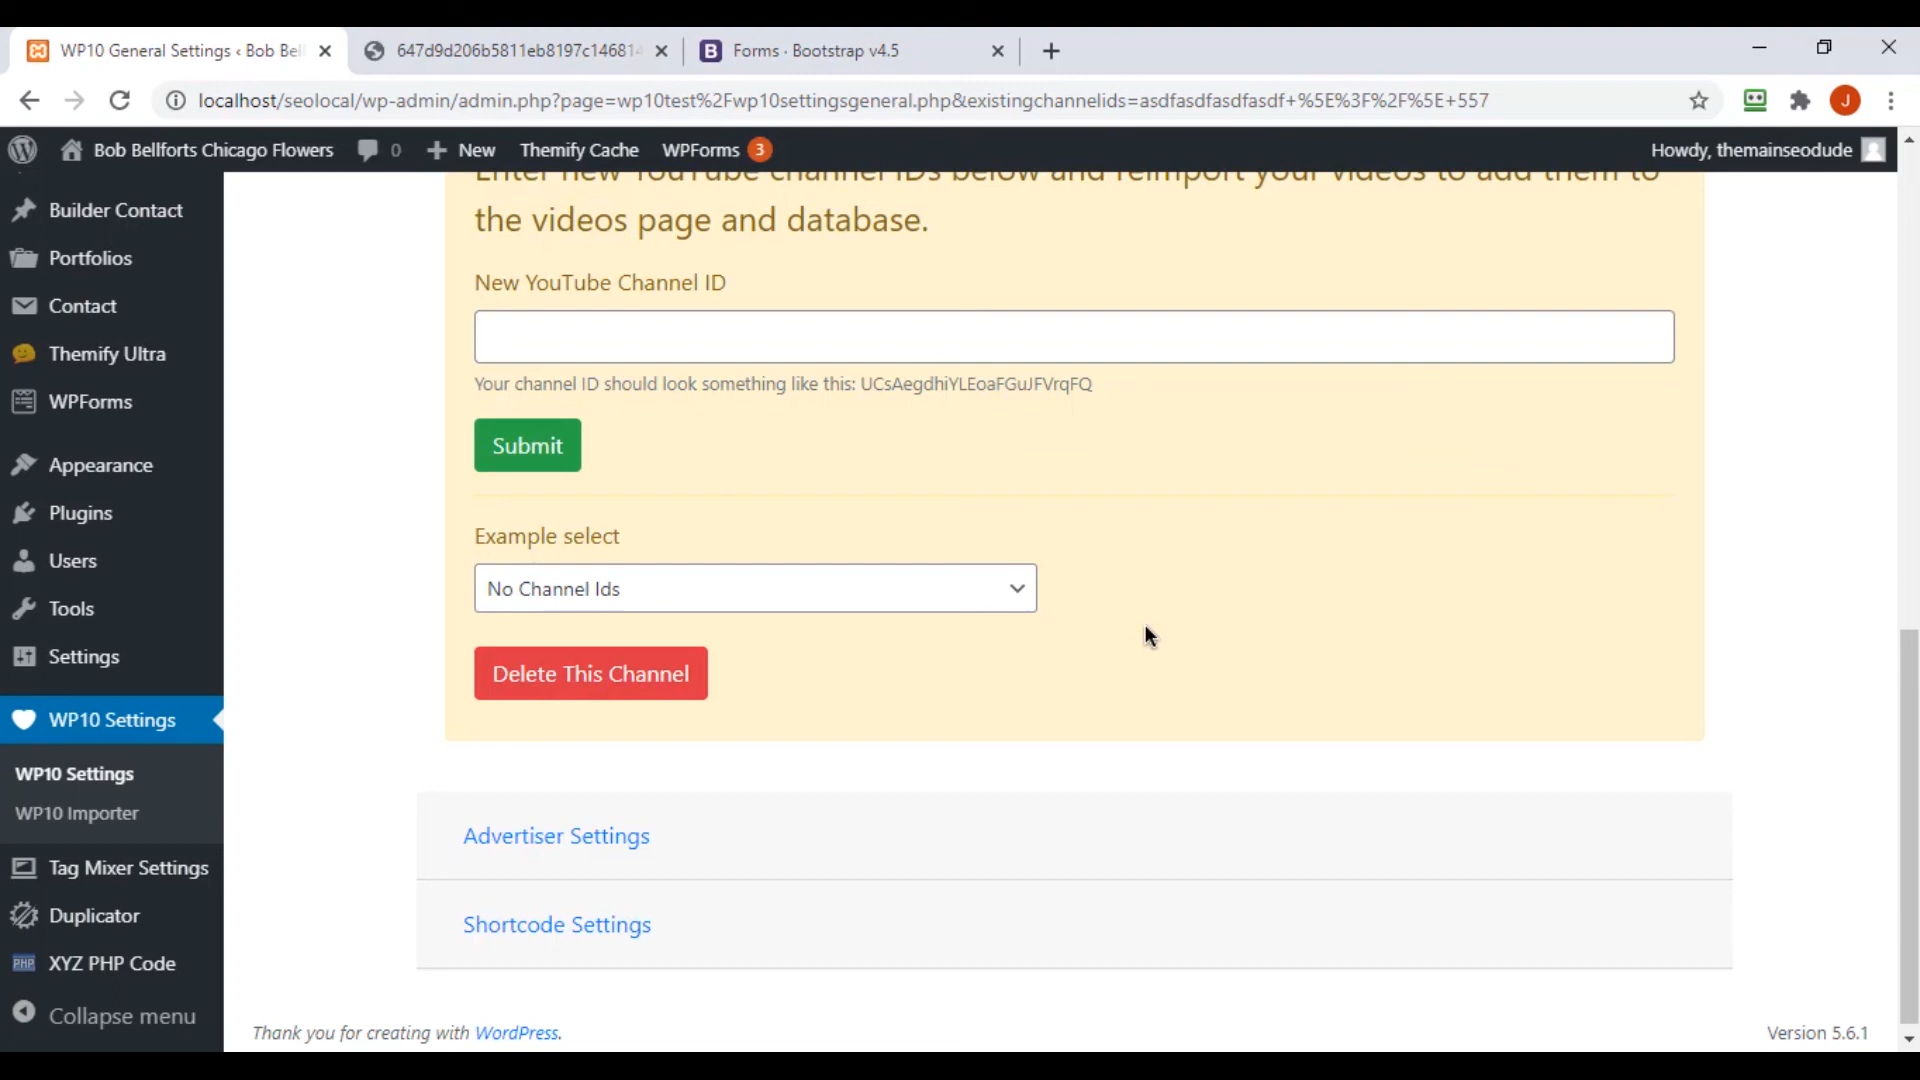 WP10 General Settings ‹ Bob Bel
647d9d206b5811eb8197c14681
Forms · Bootstrap v4.5
localhost/seolocal/wp-admin/admin.php?page=wp10test%2Fwp10settingsgeneral.php&existingchannelids=asdfasdfasdfasdf+%5E%3F%2F%5E+557
J
Bob Bellforts Chicago Flowers
0
New
Themify Cache
WPForms
3
Howdy, themainseodude
Builder Contact
Portfolios
Contact
Themify Ultra
WPForms
Appearance
Plugins
Users
Tools
Settings
WP10 Settings
WP10 Settings
WP10 Importer
Tag Mixer Settings
Duplicator
PHP
XYZ PHP Code
Collapse menu
Enter new YouTube channel IDs below and reimport your videos to add them to
the videos page and database.
New YouTube Channel ID
Your channel ID should look something like this: UCsAegdhiYLEoaFGuJFVrqFQ
Submit
Example select
No Channel Ids
Delete This Channel
Advertiser Settings
Shortcode Settings
Thank you for creating with WordPress.
Version 5.6.1